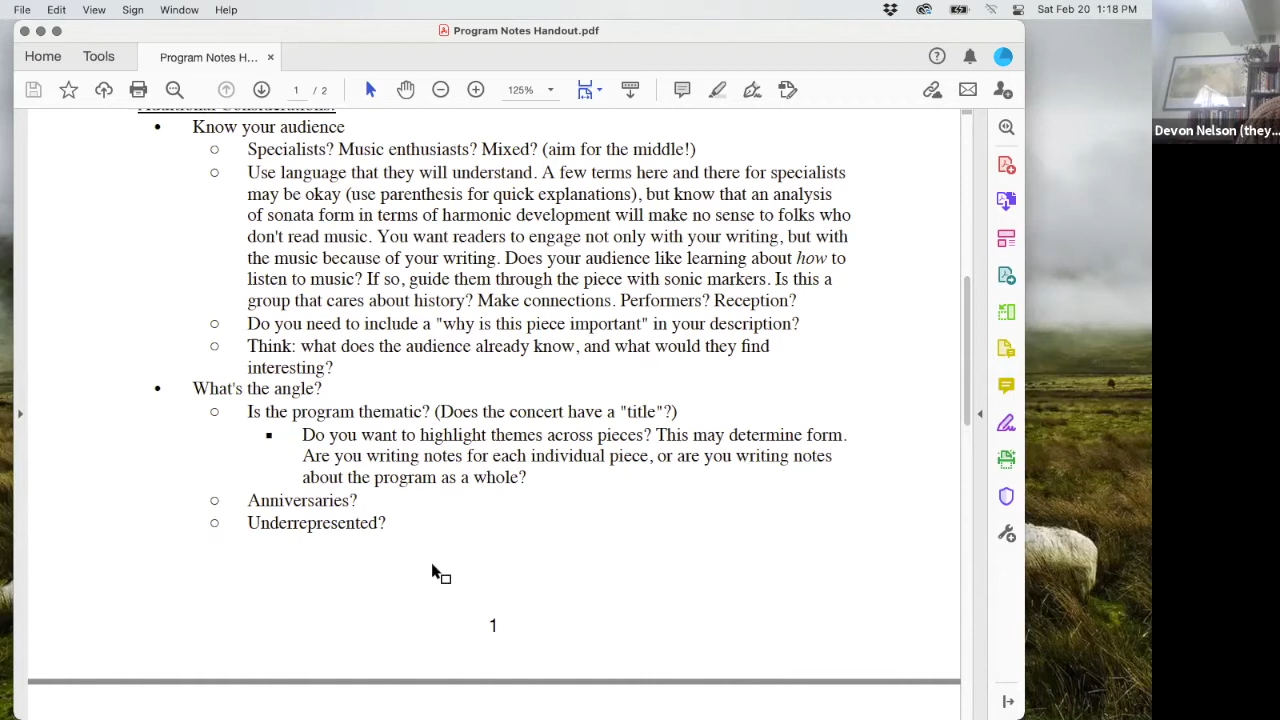 File Edit View Sign Window Help
Sat Feb 20 1:18 PM
Program Notes Handout.pdf
Home Tools Program Notes H... ×
1 / 2 125%
Additional Considerations:
• Know your audience
○ Specialists? Music enthusiasts? Mixed? (aim for the middle!)
○ Use language that they will understand. A few terms here and there for specialists
may be okay (use parenthesis for quick explanations), but know that an analysis
of sonata form in terms of harmonic development will make no sense to folks who
don't read music. You want readers to engage not only with your writing, but with
the music because of your writing. Does your audience like learning about how to
listen to music? If so, guide them through the piece with sonic markers. Is this a
group that cares about history? Make connections. Performers? Reception?
○ Do you need to include a "why is this piece important" in your description?
○ Think: what does the audience already know, and what would they find
interesting?
• What's the angle?
○ Is the program thematic? (Does the concert have a "title"?)
▪ Do you want to highlight themes across pieces? This may determine form.
Are you writing notes for each individual piece, or are you writing notes
about the program as a whole?
○ Anniversaries?
○ Underrepresented?
1
Devon Nelson (they...